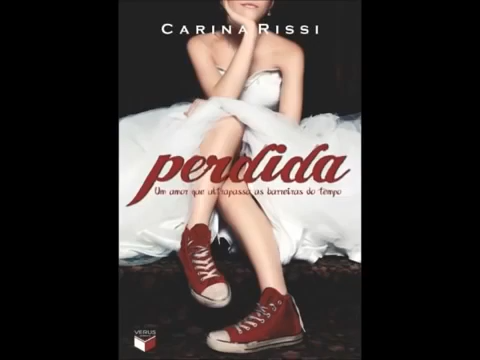 CARINA RISSI
perdida
Um amor que ultrapassa as barreiras do tempo
VERUS